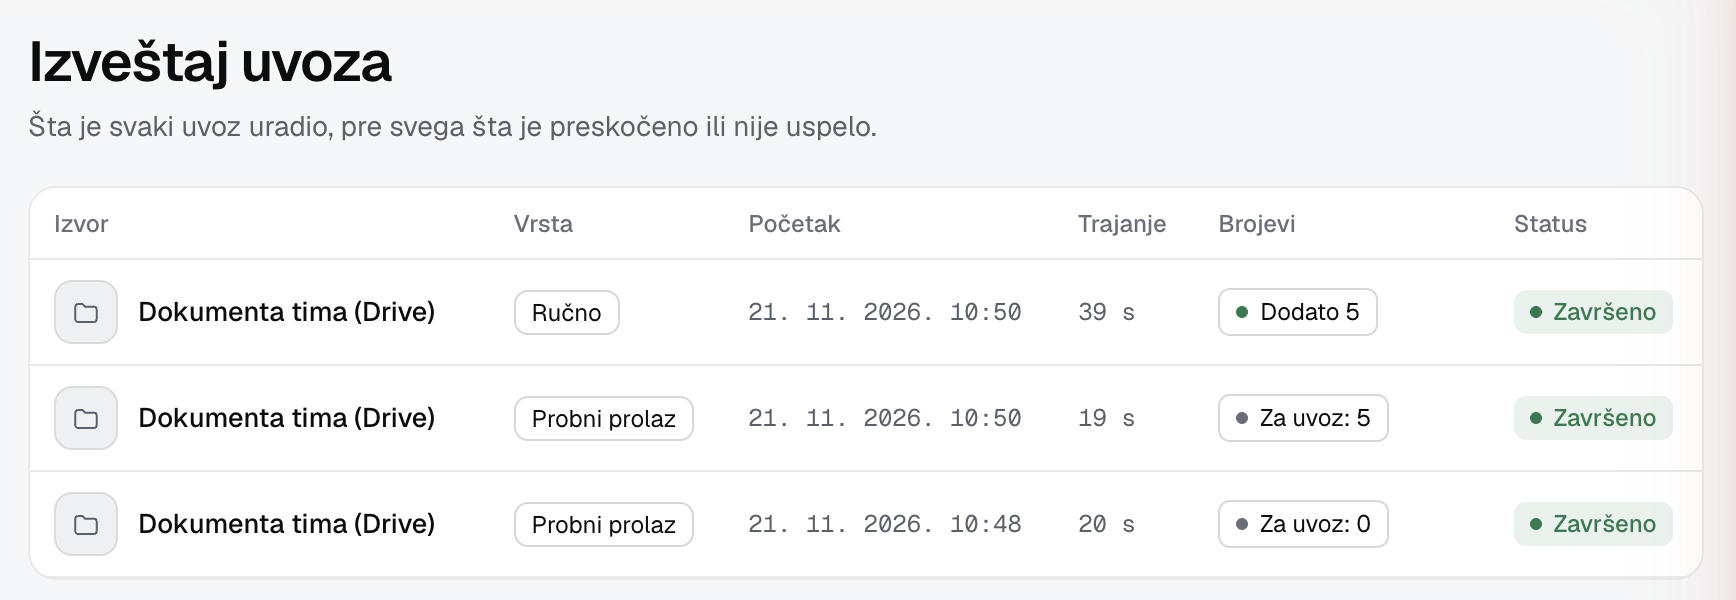 Izveštaj uvoza
Šta je svaki uvoz uradio, pre svega šta je preskočeno ili nije uspelo.
Izvor Vrsta Početak Trajanje Brojevi Status
Dokumenta tima (Drive) Ručno 21. 11. 2026. 10:50 39 s Dodato 5 Završeno
Dokumenta tima (Drive) Probni prolaz 21. 11. 2026. 10:50 19 s Za uvoz: 5 Završeno
Dokumenta tima (Drive) Probni prolaz 21. 11. 2026. 10:48 20 s Za uvoz: 0 Završeno